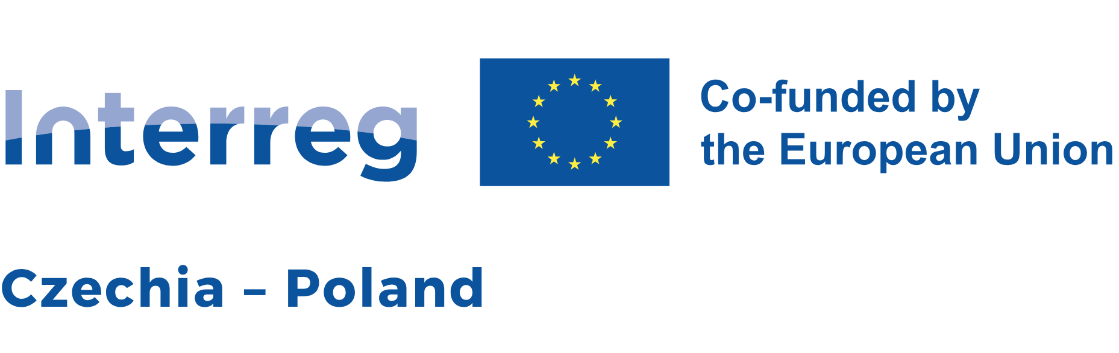 Interreg
Co-funded by
the European Union
Czechia – Poland